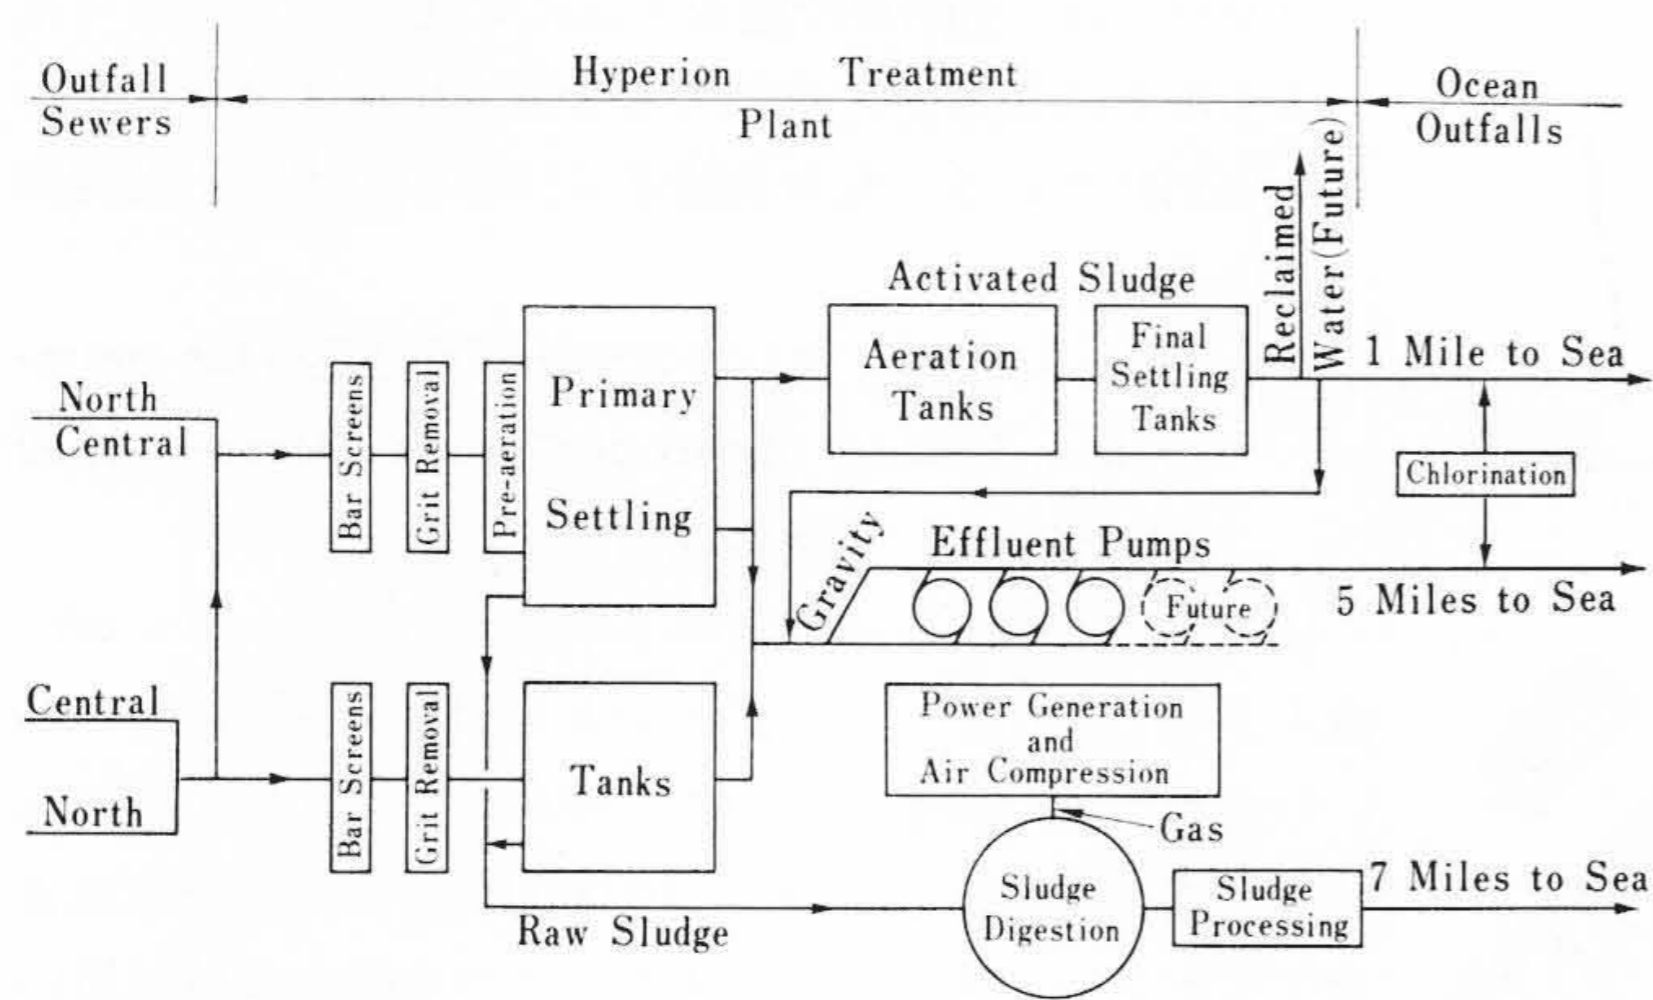 Outfall
Sewers
Hyperion Treatment
Plant
Ocean
Outfalls
Reclaimed
Water(Future)
Activated Sludge
Aeration
Tanks
Final
Settling
Tanks
1 Mile to Sea
North
Central
Bar Screens
Grit Removal
Pre-aeration
Primary
Settling
Chlorination
Gravity
Effluent Pumps
Future
5 Miles to Sea
Central
North
Bar Screens
Grit Removal
Tanks
Power Generation
and
Air Compression
Gas
Raw Sludge
Sludge
Digestion
Sludge
Processing
7 Miles to Sea